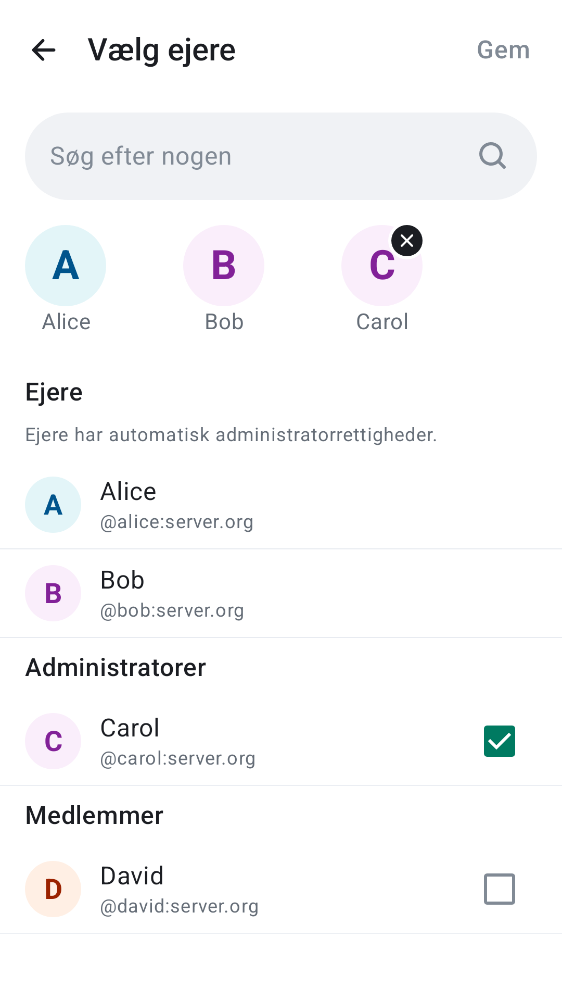 Vælg ejere
Gem
Søg efter nogen
A
B
C
Alice
Bob
Carol
Ejere
Ejere har automatisk administratorrettigheder.
A
Alice
@alice:server.org
B
Bob
@bob:server.org
Administratorer
C
Carol
@carol:server.org
Medlemmer
D
David
@david:server.org